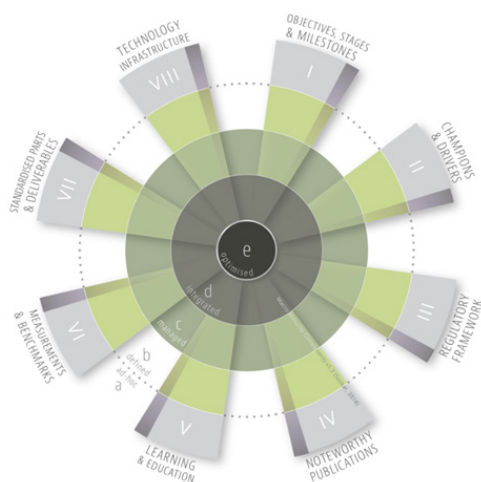 OBJECTIVES, STAGES
& MILESTONES
I
CHAMPIONS
& DRIVERS
II
REGULATORY
FRAMEWORK
III
NOTEWORTHY
PUBLICATIONS
IV
LEARNING
& EDUCATION
V
MEASUREMENTS
& BENCHMARKS
VI
STANDARDISED PARTS
& DELIVERABLES
VII
TECHNOLOGY
INFRASTRUCTURE
VIII
e
optimised
d
integrated
c
managed
b
defined
ad-hoc
a